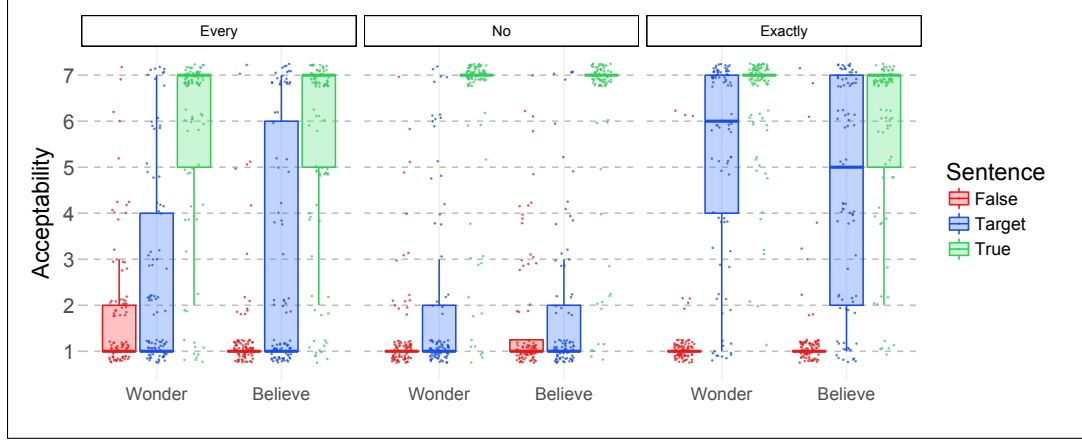 Every No Exactly
Acceptability
7
6
5
4
3
2
1
Wonder Believe Wonder Believe Wonder Believe
Sentence
False
Target
True